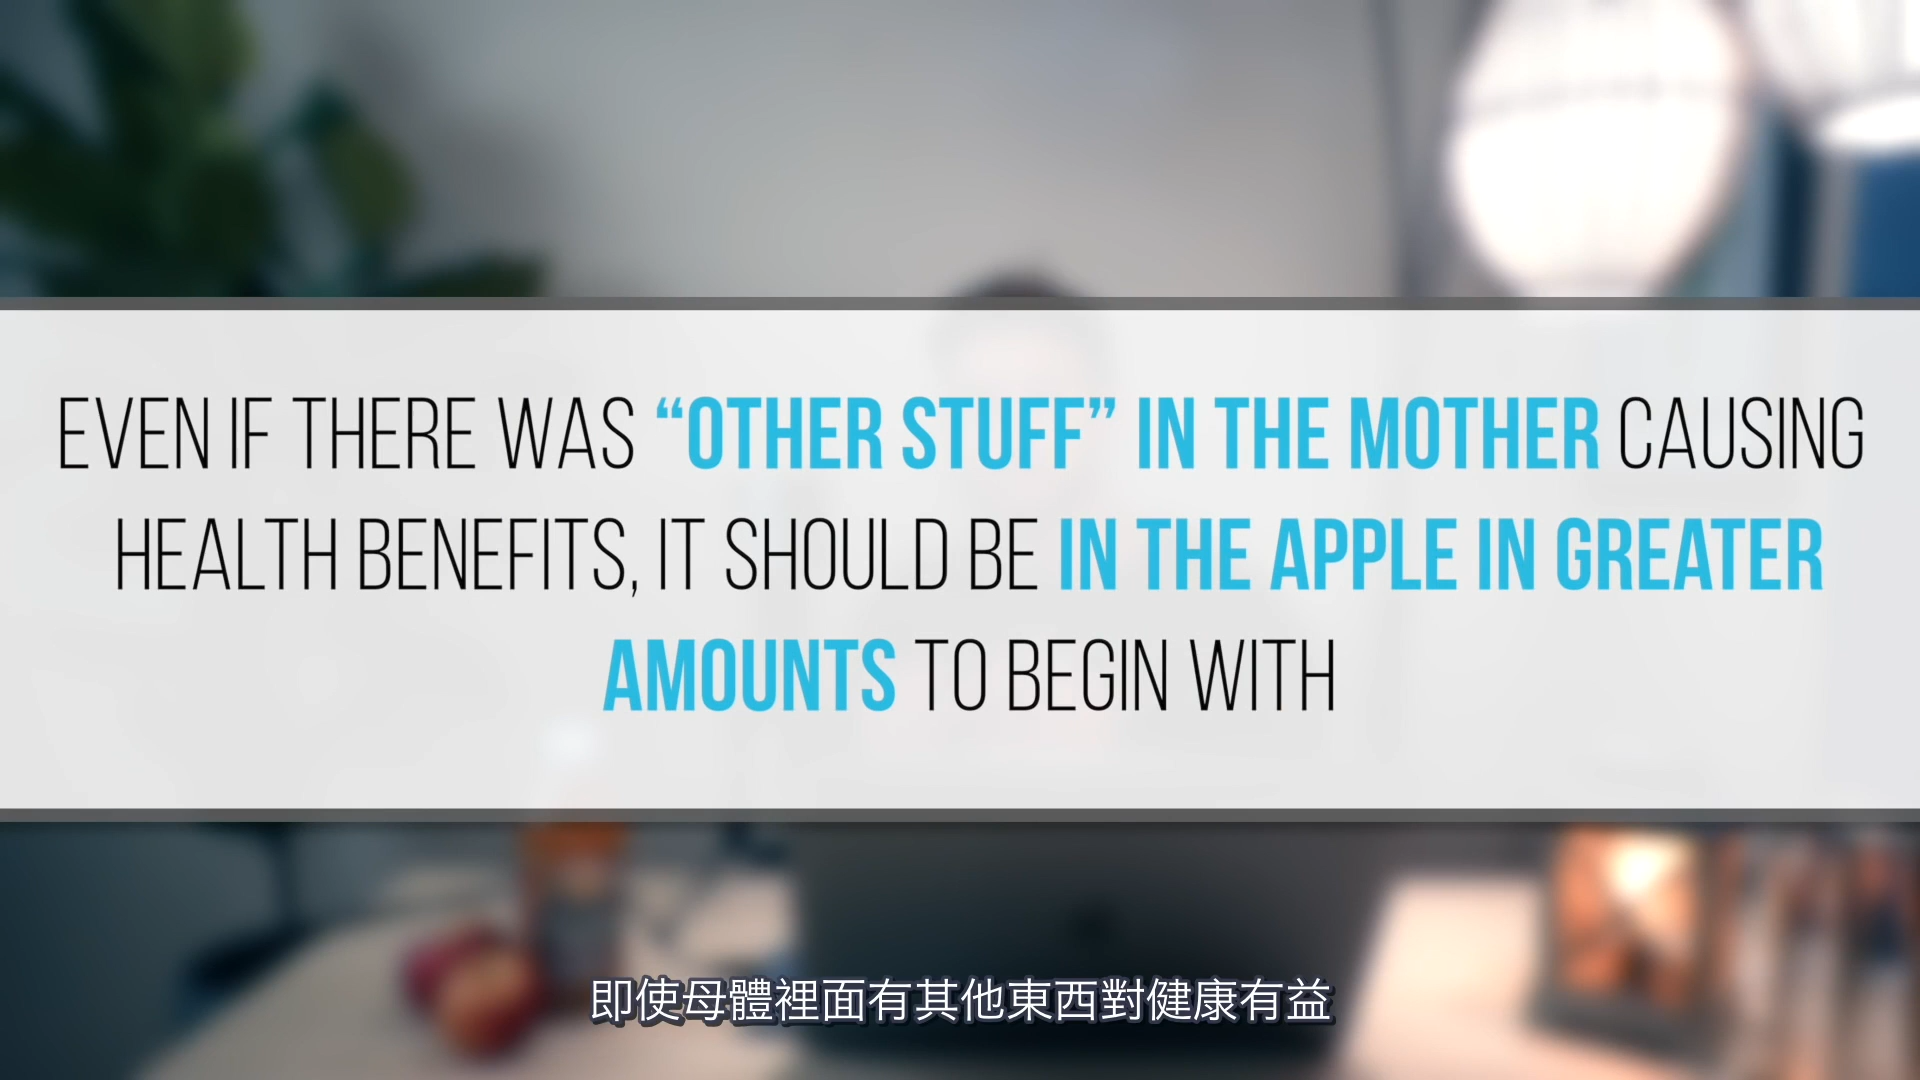 EVEN IF THERE WAS “OTHER STUFF” IN THE MOTHER CAUSING
HEALTH BENEFITS, IT SHOULD BE IN THE APPLE IN GREATER
AMOUNTS TO BEGIN WITH
即使母體裡面有其他東西對健康有益